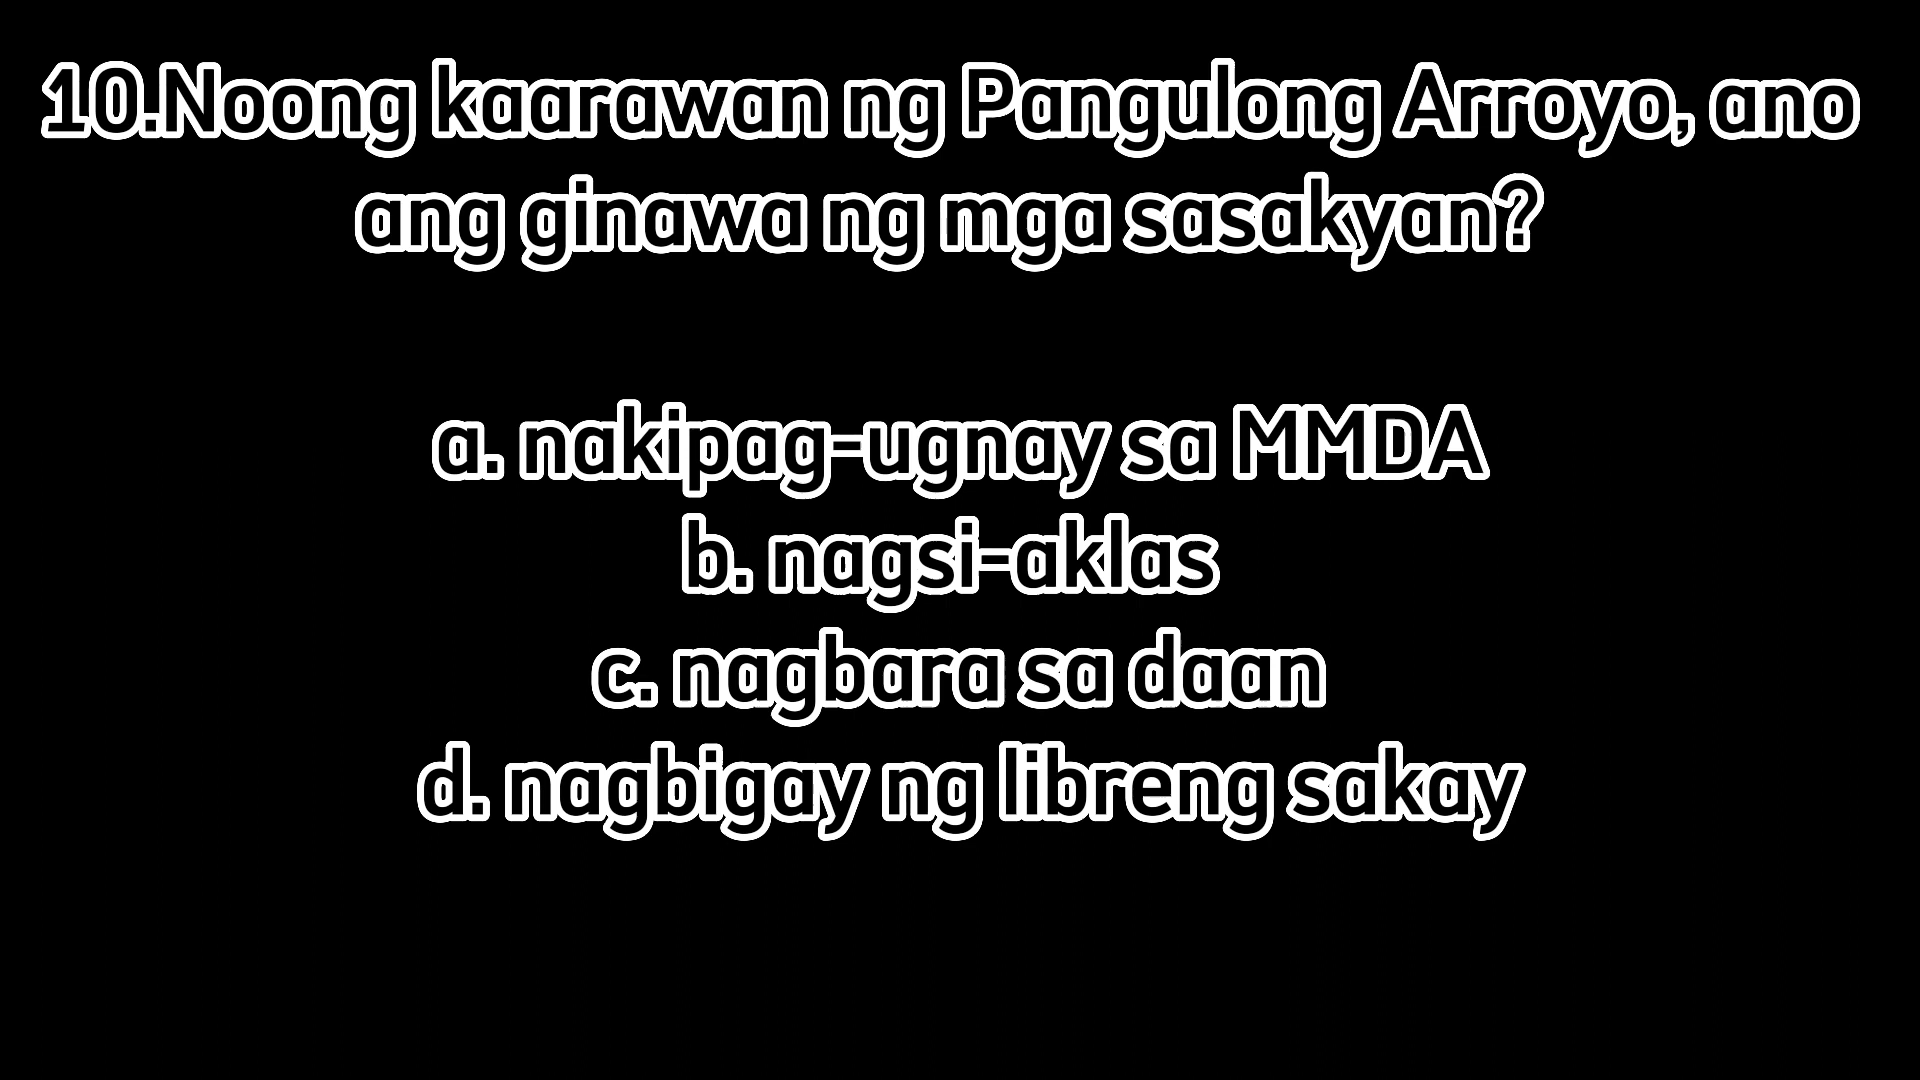 10.Noong kaarawan ng Pangulong Arroyo, ano
ang ginawa ng mga sasakyan?
a. nakipag-ugnay sa MMDA
b. nagsi-aklas
c. nagbara sa daan
d. nagbigay ng libreng sakay